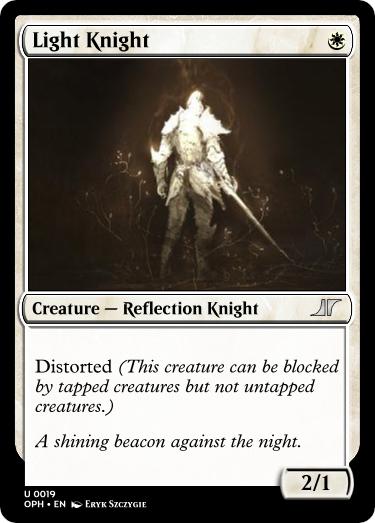 Light Knight
Creature — Reflection Knight
Distorted (This creature can be blocked
by tapped creatures but not untapped
creatures.)
A shining beacon against the night.
2/1
U 0019
OPH • EN Eryk Szczygie